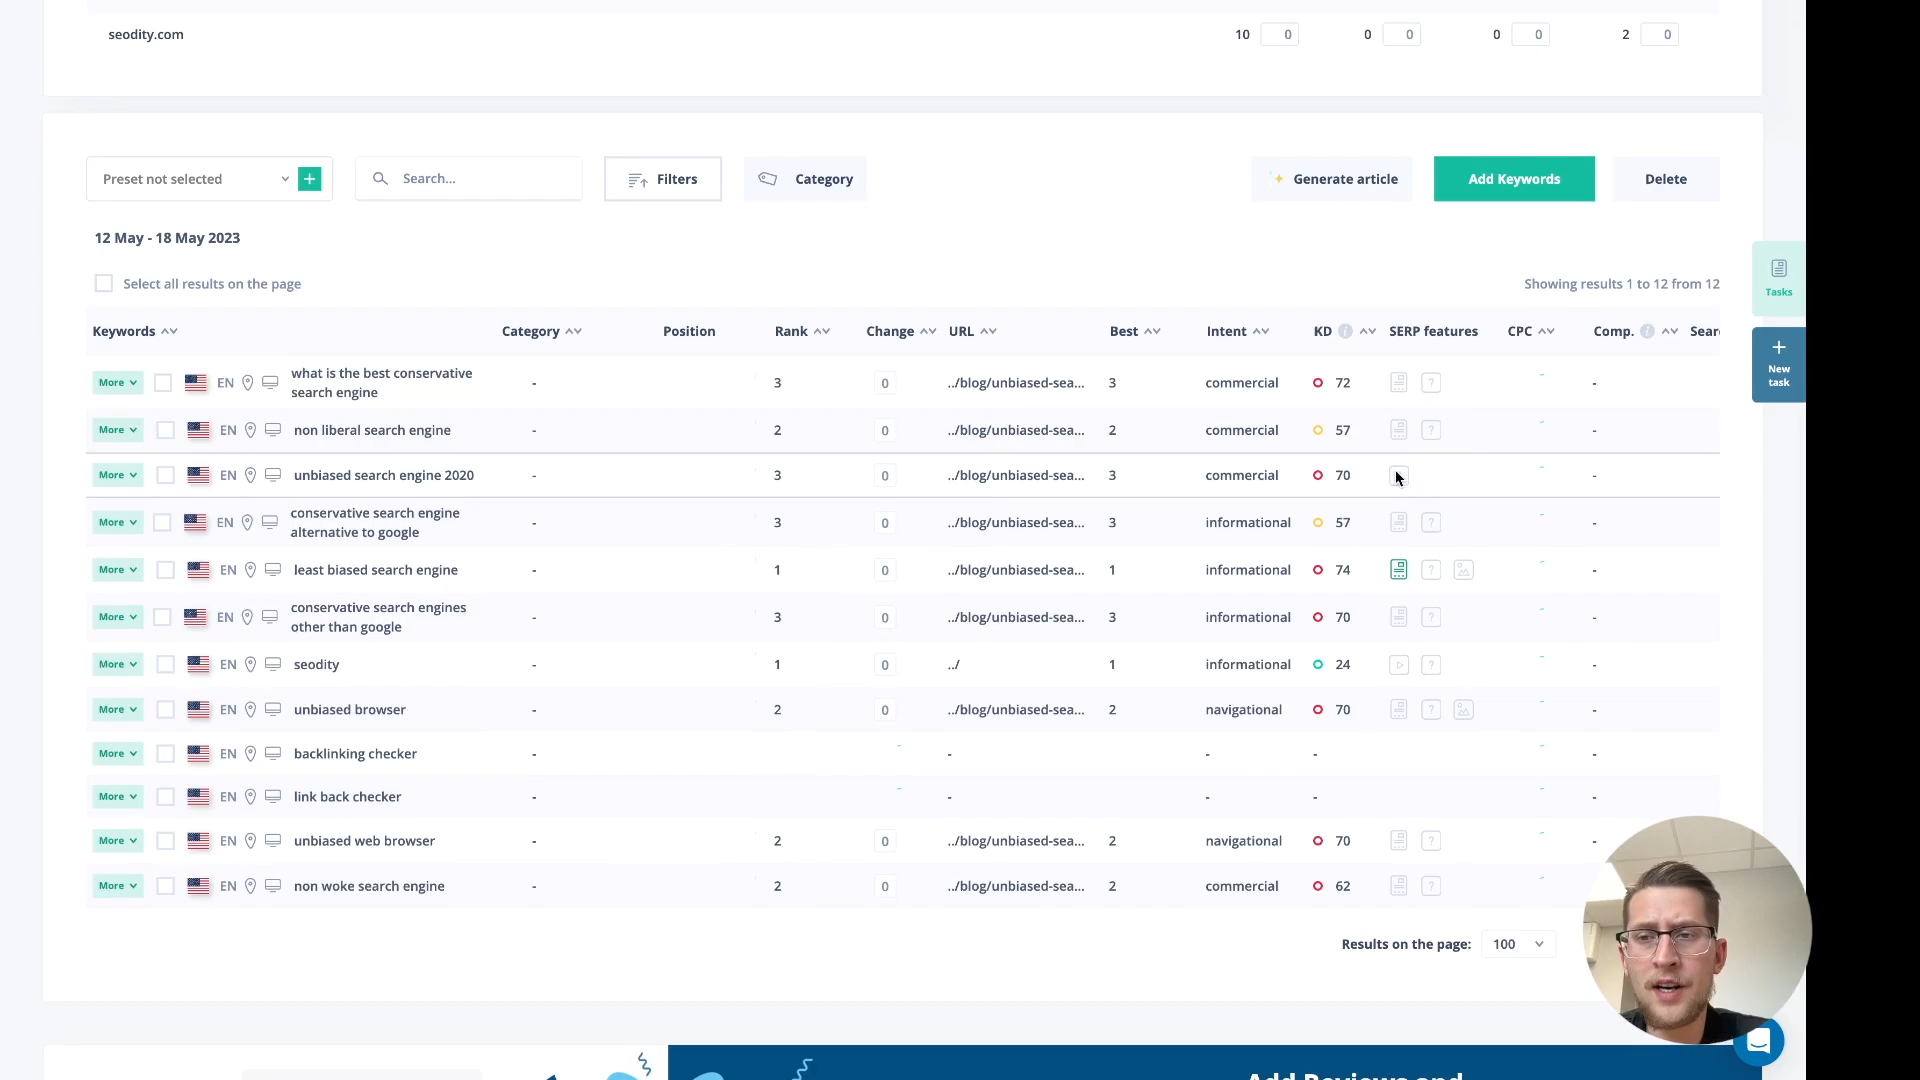 seodity.com 10 0 0 0 0 0 2 0
Preset not selected + Search... Filters Category Generate article Add Keywords Delete
12 May - 18 May 2023
Select all results on the page Showing results 1 to 12 from 12
Tasks
Keywords Category Position Rank Change URL Best Intent KD i SERP features CPC Comp. i Sear
+
New
task
More EN what is the best conservative
search engine - 3 0 ../blog/unbiased-sea... 3 commercial 72 ? -
More EN non liberal search engine - 2 0 ../blog/unbiased-sea... 2 commercial 57 ? -
More EN unbiased search engine 2020 - 3 0 ../blog/unbiased-sea... 3 commercial 70 -
More EN conservative search engine
alternative to google - 3 0 ../blog/unbiased-sea... 3 informational 57 ? -
More EN least biased search engine - 1 0 ../blog/unbiased-sea... 1 informational 74 ? -
More EN conservative search engines
other than google - 3 0 ../blog/unbiased-sea... 3 informational 70 ? -
More EN seodity - 1 0 ../ 1 informational 24 ? -
More EN unbiased browser - 2 0 ../blog/unbiased-sea... 2 navigational 70 ? -
More EN backlinking checker - - - - -
More EN link back checker - - - - -
More EN unbiased web browser - 2 0 ../blog/unbiased-sea... 2 navigational 70 ? -
More EN non woke search engine - 2 0 ../blog/unbiased-sea... 2 commercial 62 ?
Results on the page: 100
Add Reviews and